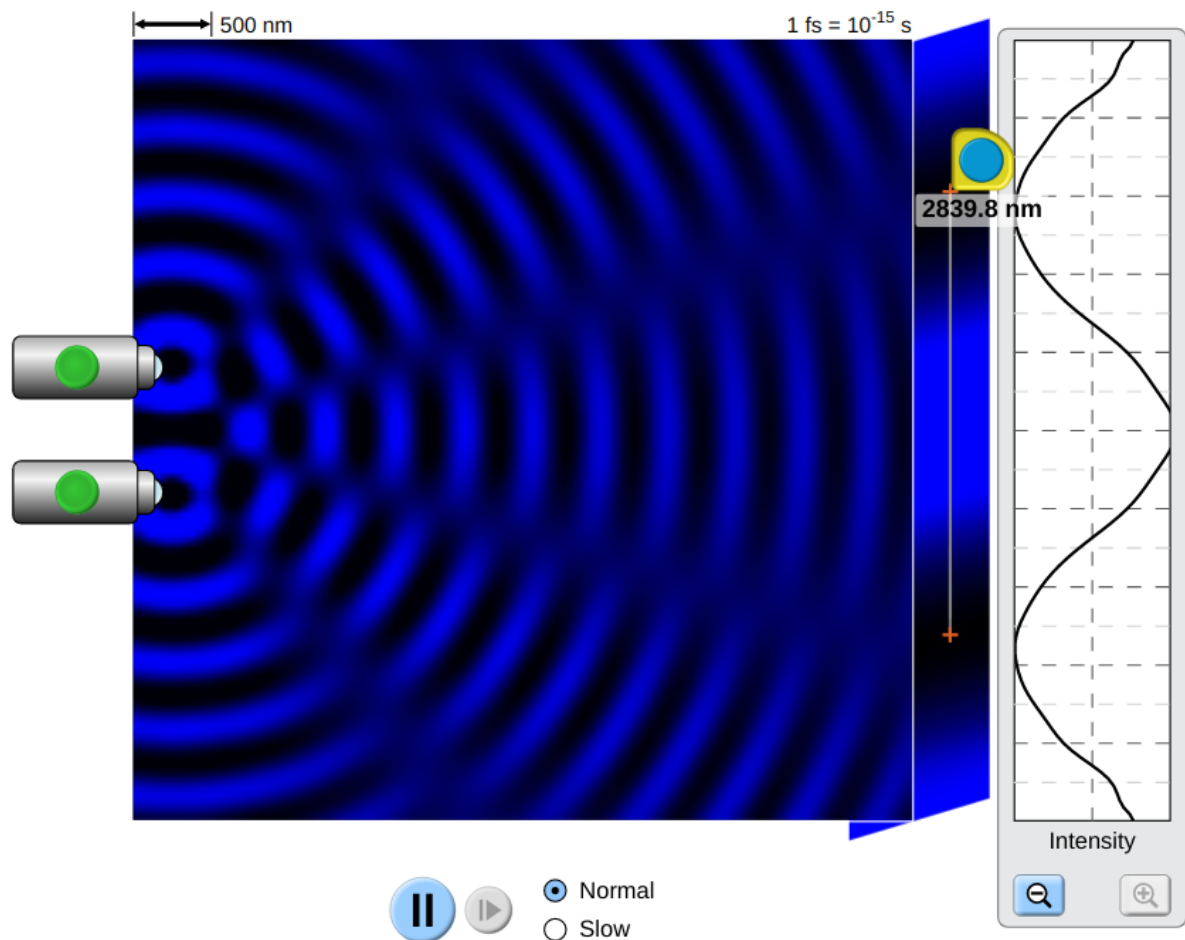 500 nm
1 fs = 10⁻¹⁵ s
2839.8 nm
Intensity
Normal
Slow